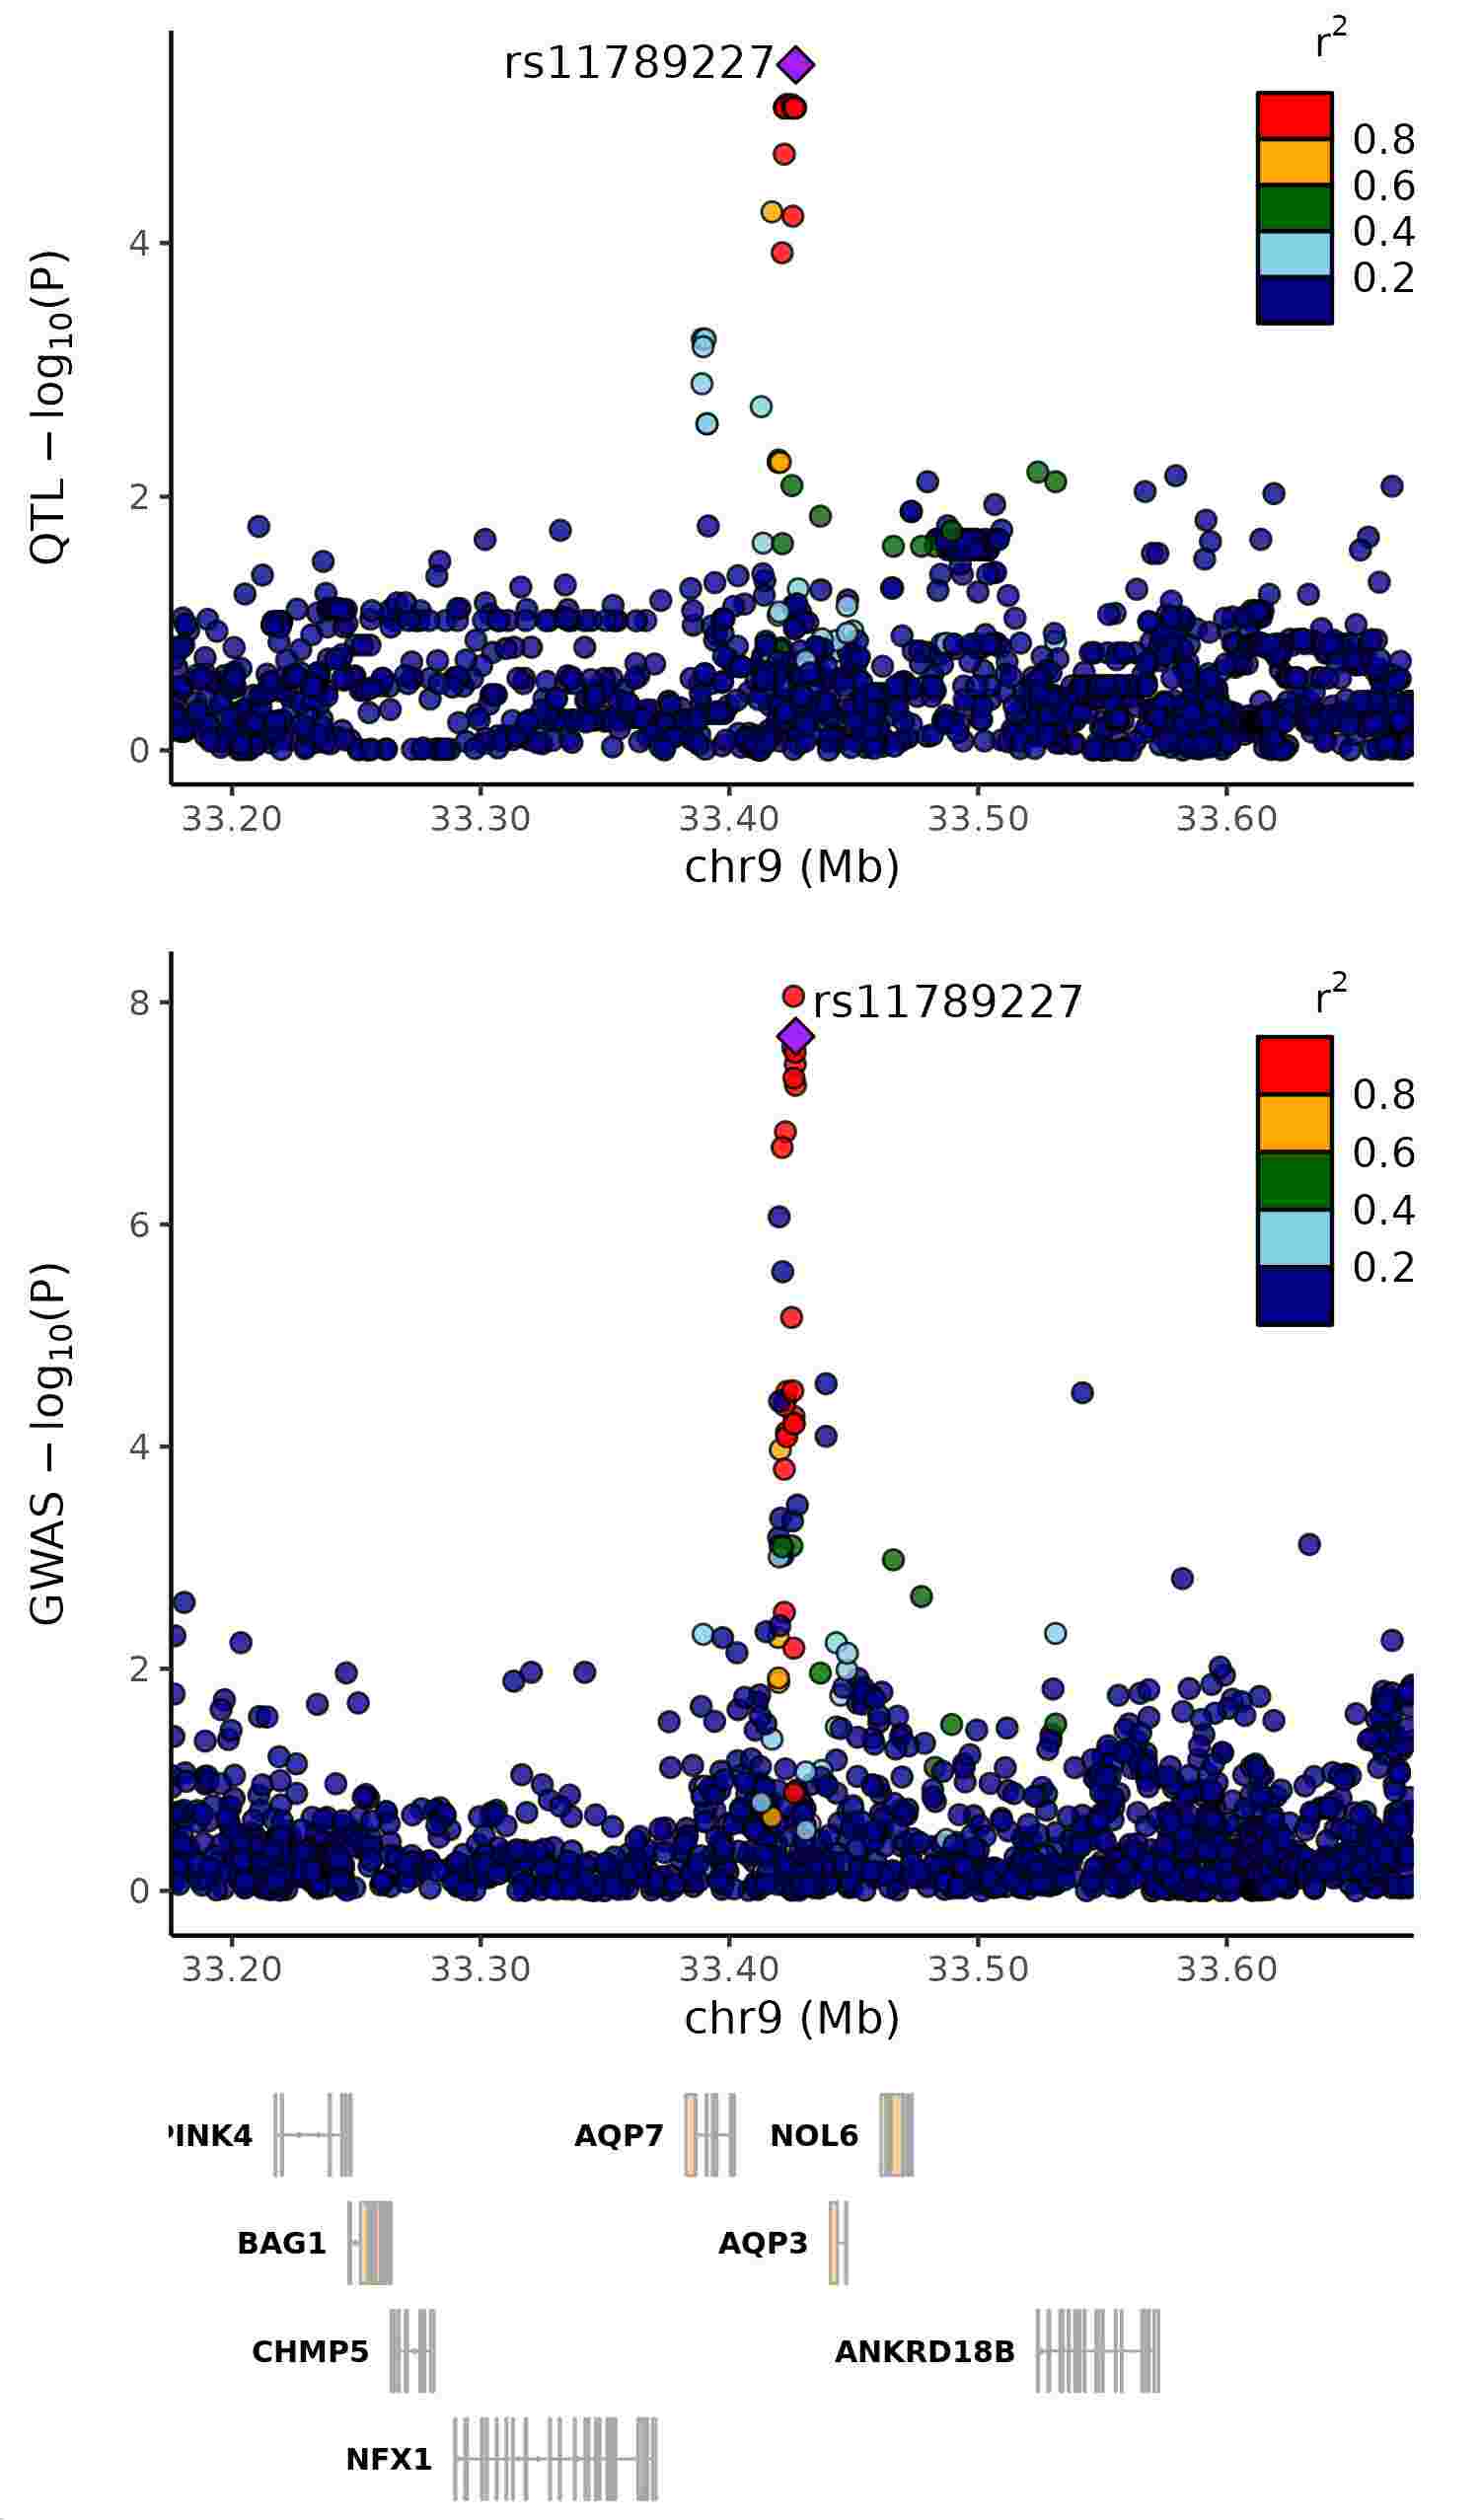 rs11789227
r²
0.8
0.6
0.4
0.2
QTL −log₁₀(P)
4
2
0
33.20 33.30 33.40 33.50 33.60
chr9 (Mb)
rs11789227
r²
0.8
0.6
0.4
0.2
GWAS −log₁₀(P)
8
6
4
2
0
33.20 33.30 33.40 33.50 33.60
chr9 (Mb)
PINK4 AQP7 NOL6
BAG1 AQP3
CHMP5 ANKRD18B
NFX1